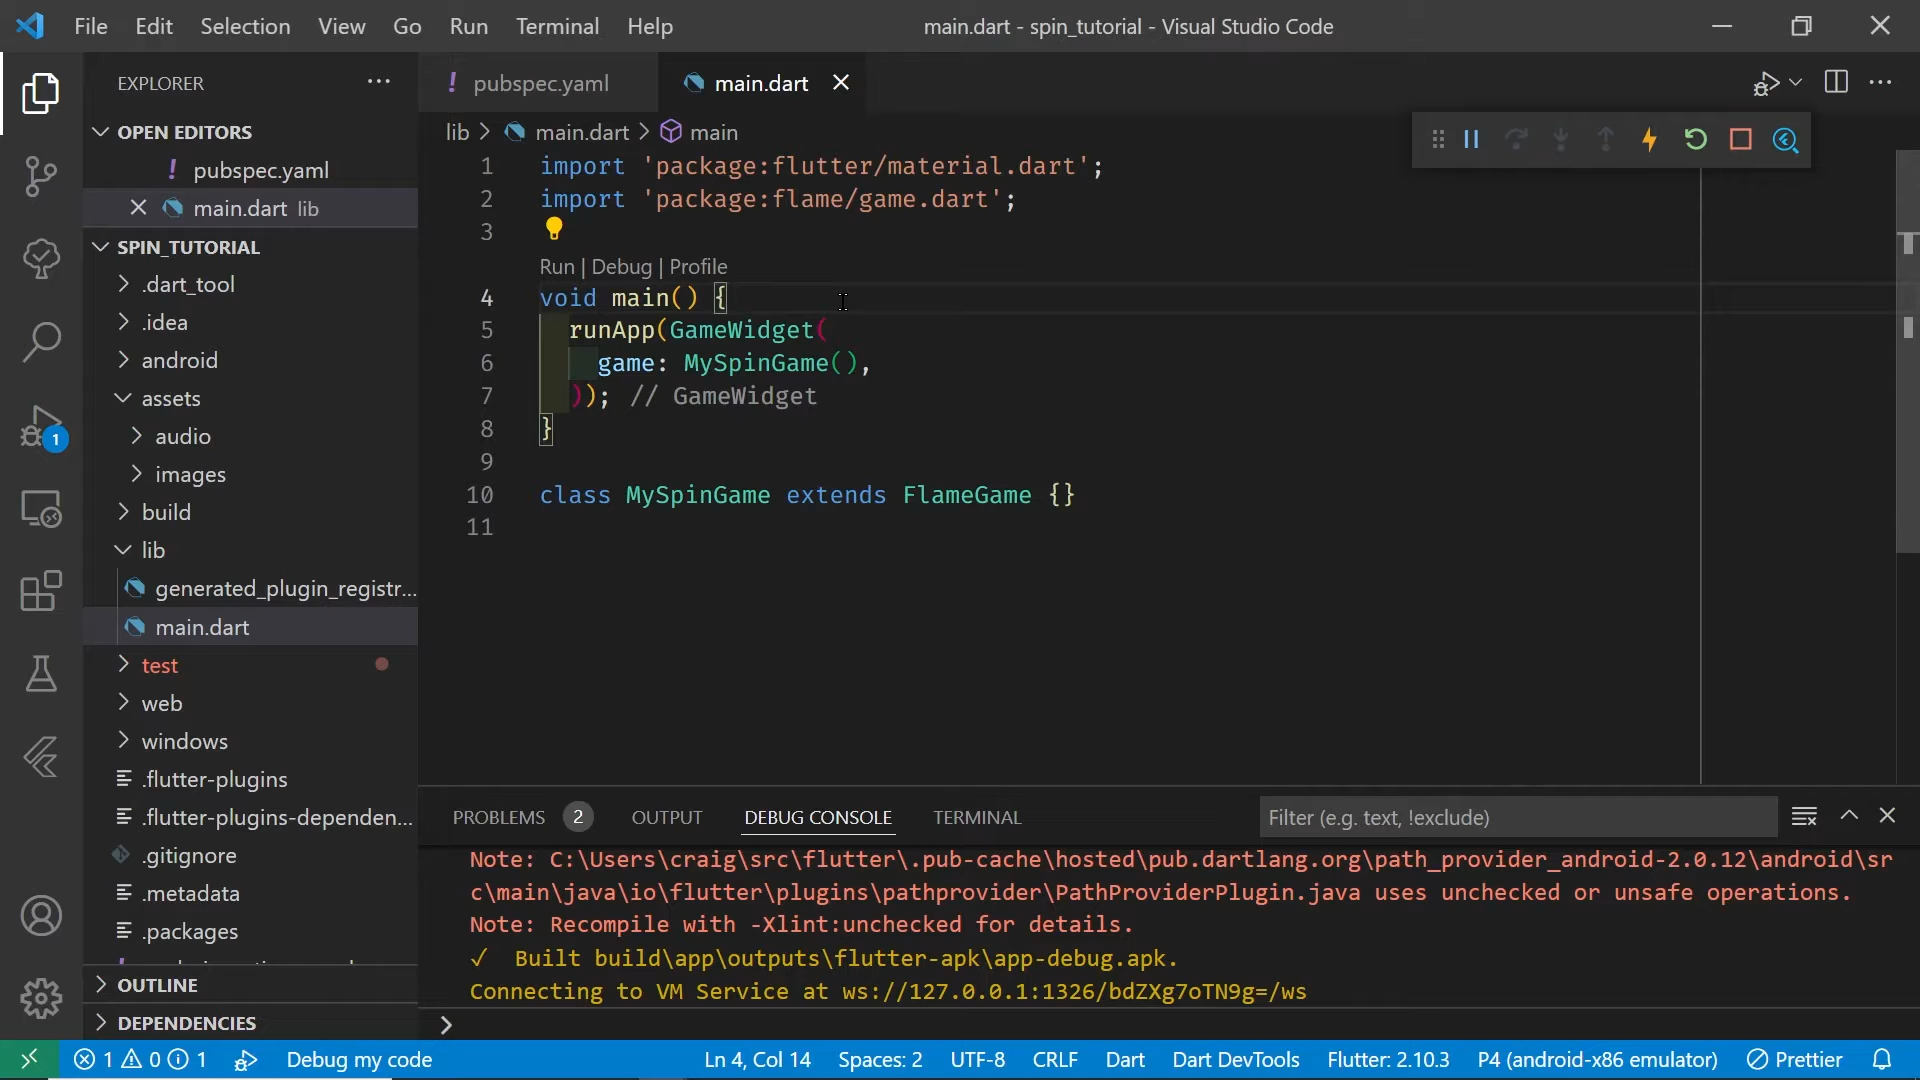 File Edit Selection View Go Run Terminal Help
main.dart - spin_tutorial - Visual Studio Code
EXPLORER
OPEN EDITORS
! pubspec.yaml
main.dart lib
SPIN_TUTORIAL
.dart_tool
.idea
android
assets
audio
images
build
lib
generated_plugin_registr...
main.dart
test
web
windows
.flutter-plugins
.flutter-plugins-dependen...
.gitignore
.metadata
.packages
OUTLINE
DEPENDENCIES
1
! pubspec.yaml
main.dart
lib > main.dart > main
1 import 'package:flutter/material.dart';
2 import 'package:flame/game.dart';
3
Run | Debug | Profile
4 void main() {
5 runApp(GameWidget(
6 game: MySpinGame(),
7 )); // GameWidget
8 }
9
10 class MySpinGame extends FlameGame {}
11
PROBLEMS 2 OUTPUT DEBUG CONSOLE TERMINAL
Filter (e.g. text, !exclude)
Note: C:\Users\craig\src\flutter\.pub-cache\hosted\pub.dartlang.org\path_provider_android-2.0.12\android\sr
c\main\java\io\flutter\plugins\pathprovider\PathProviderPlugin.java uses unchecked or unsafe operations.
Note: Recompile with -Xlint:unchecked for details.
✓ Built build\app\outputs\flutter-apk\app-debug.apk.
Connecting to VM Service at ws://127.0.0.1:1326/bdZXg7oTN9g=/ws
>
1 0 1 Debug my code
Ln 4, Col 14 Spaces: 2 UTF-8 CRLF Dart Dart DevTools Flutter: 2.10.3 P4 (android-x86 emulator) Prettier